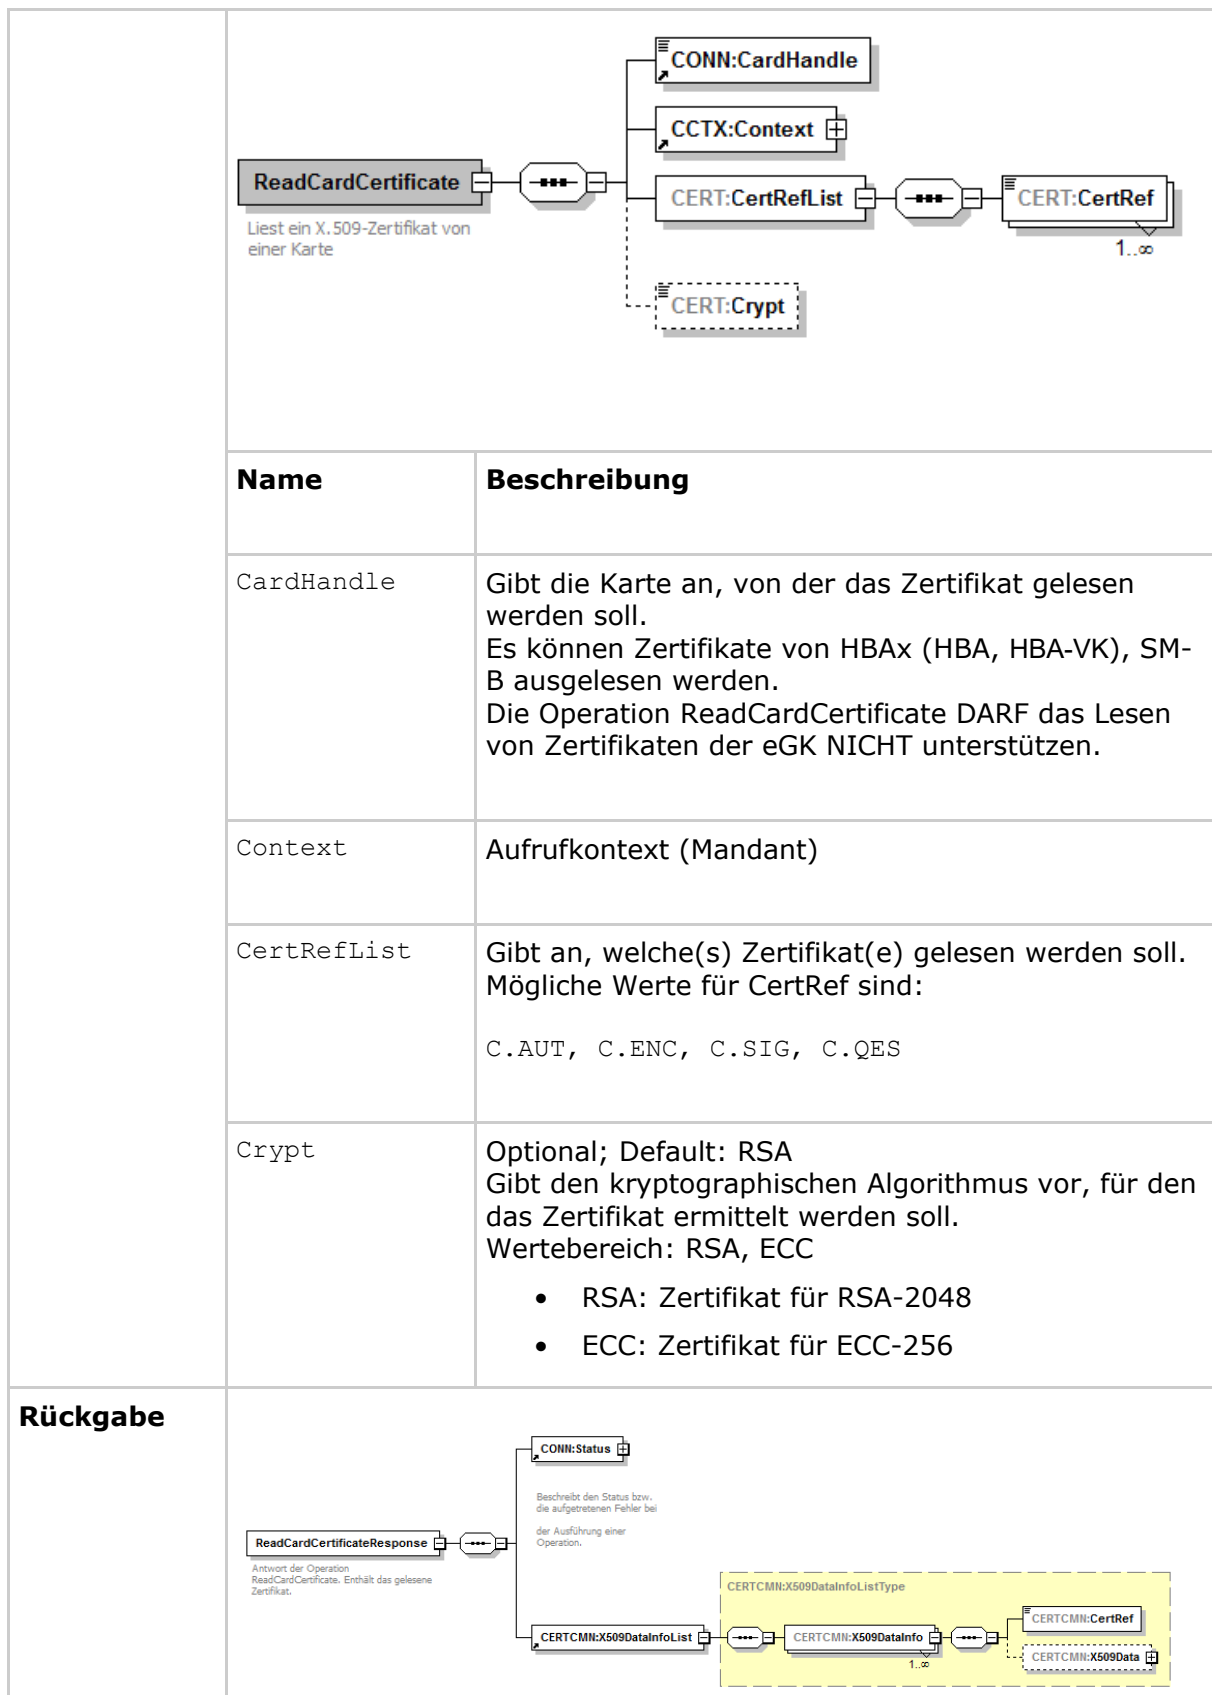 CONN:CardHandle
CCTX:Context
ReadCardCertificate
CERT:CertRefList
CERT:CertRef
Liest ein X.509-Zertifikat von
einer Karte
1..∞
CERT:Crypt
Name
Beschreibung
CardHandle
Gibt die Karte an, von der das Zertifikat gelesen
werden soll.
Es können Zertifikate von HBAx (HBA, HBA-VK), SM-
B ausgelesen werden.
Die Operation ReadCardCertificate DARF das Lesen
von Zertifikaten der eGK NICHT unterstützen.
Context
Aufrufkontext (Mandant)
CertRefList
Gibt an, welche(s) Zertifikat(e) gelesen werden soll.
Mögliche Werte für CertRef sind:
C.AUT, C.ENC, C.SIG, C.QES
Crypt
Optional; Default: RSA
Gibt den kryptographischen Algorithmus vor, für den
das Zertifikat ermittelt werden soll.
Wertebereich: RSA, ECC
• RSA: Zertifikat für RSA-2048
• ECC: Zertifikat für ECC-256
Rückgabe
CONN:Status
Beschreibt den Status bzw.
die aufgetretenen Fehler bei
der Ausführung einer
Operation.
ReadCardCertificateResponse
Antwort der Operation
ReadCardCertificate. Enthält das gelesene
Zertifikat.
CERTCMN:X509DataInfoListType
CERTCMN:X509DataInfoList
CERTCMN:X509DataInfo
1..∞
CERTCMN:CertRef
CERTCMN:X509Data